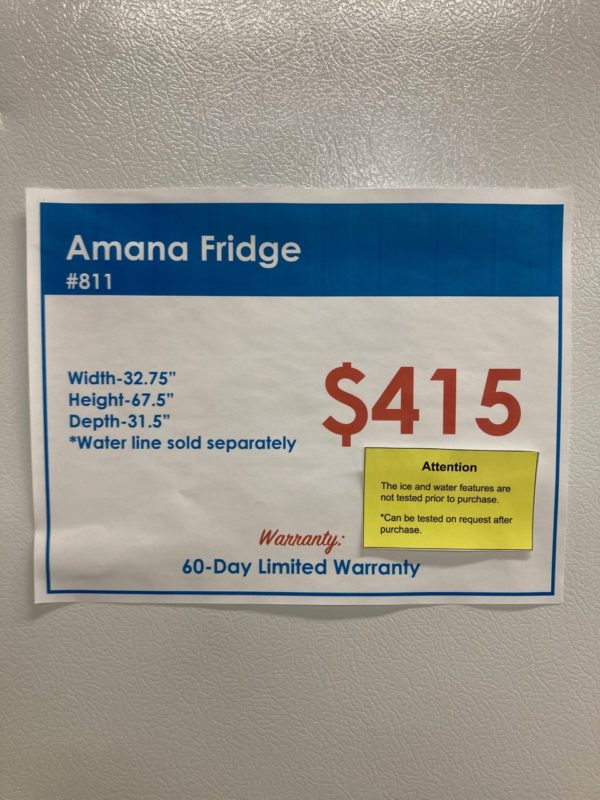 Amana Fridge
#811
Width-32.75”
Height-67.5”
Depth-31.5”
*Water line sold separately
$415
Attention
The ice and water features are
not tested prior to purchase.
*Can be tested on request after
purchase.
Warranty:
60-Day Limited Warranty